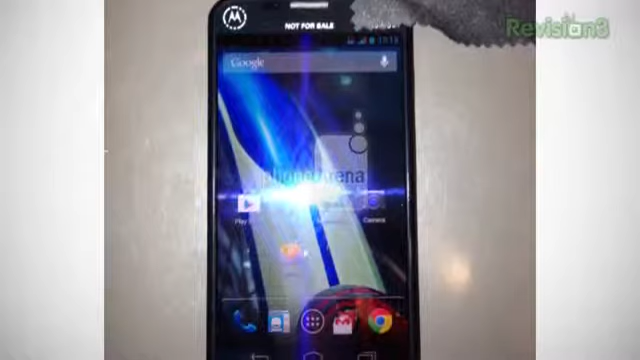 NOT FOR SALE
Revision3
Google
phoneArena
Play
Camera